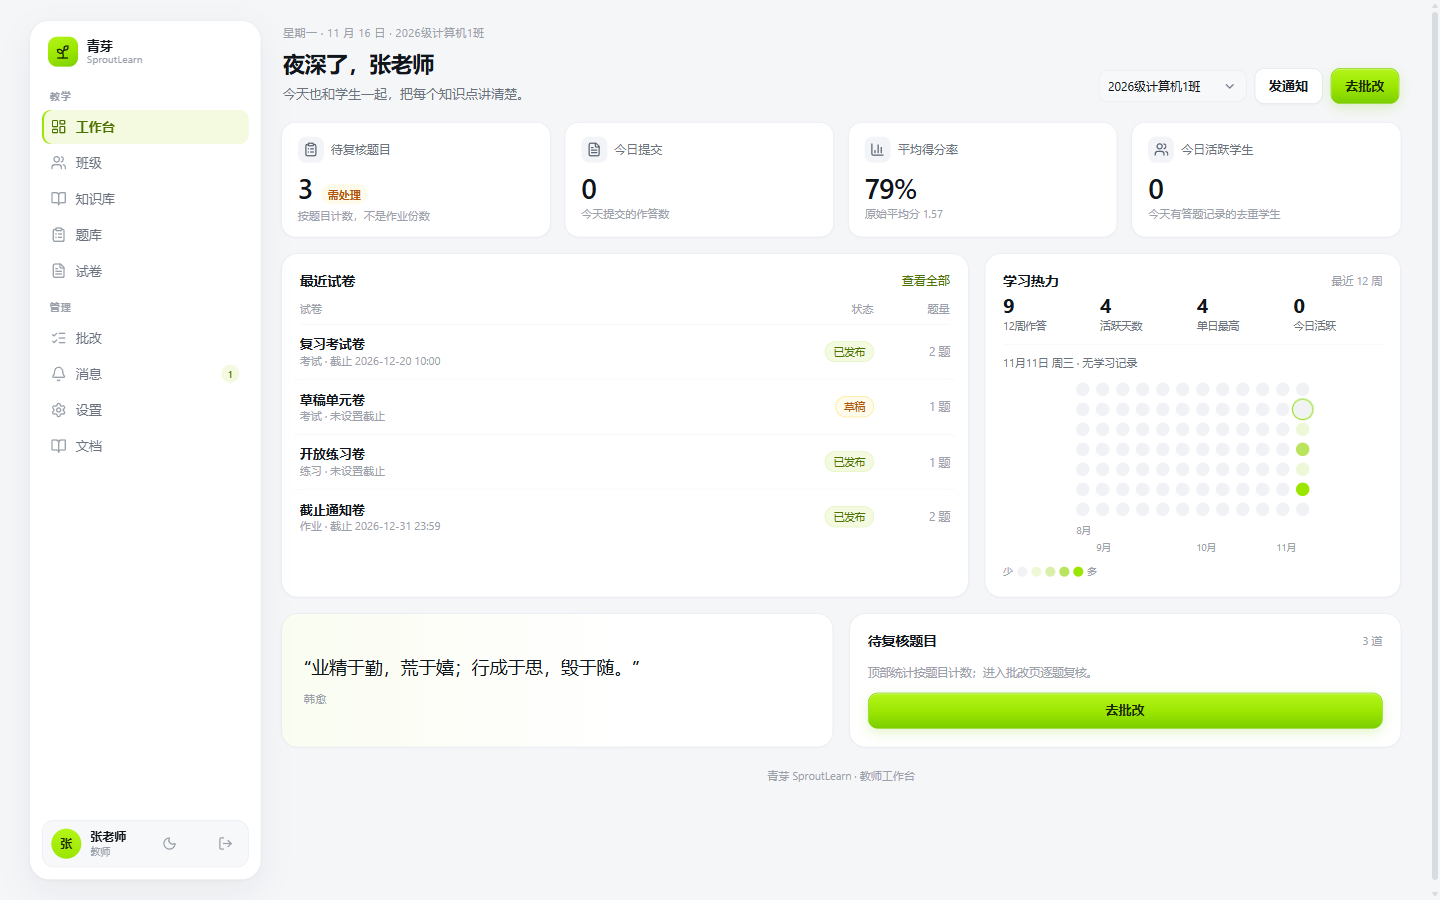 青芽
SproutLearn
教学
工作台
班级
知识库
题库
试卷
管理
批改
消息
1
设置
文档
张
张老师
教师
星期一 · 11 月 16 日 · 2026级计算机1班
夜深了，张老师
今天也和学生一起，把每个知识点讲清楚。
2026级计算机1班
发通知
去批改
待复核题目
3
需处理
按题目计数，不是作业份数
今日提交
0
今天提交的作答数
平均得分率
79%
原始平均分 1.57
今日活跃学生
0
今天有答题记录的去重学生
最近试卷
查看全部
试卷
状态
题量
复习考试卷
考试 · 截止 2026-12-20 10:00
已发布
2 题
草稿单元卷
考试 · 未设置截止
草稿
1 题
开放练习卷
练习 · 未设置截止
已发布
1 题
截止通知卷
作业 · 截止 2026-12-31 23:59
已发布
2 题
学习热力
最近 12 周
9
12周作答
4
活跃天数
4
单日最高
0
今日活跃
11月11日 周三 · 无学习记录
8月
9月
10月
11月
少
多
“业精于勤，荒于嬉；行成于思，毁于随。”
韩愈
待复核题目
3 道
顶部统计按题目计数；进入批改页逐题复核。
去批改
青芽 SproutLearn · 教师工作台